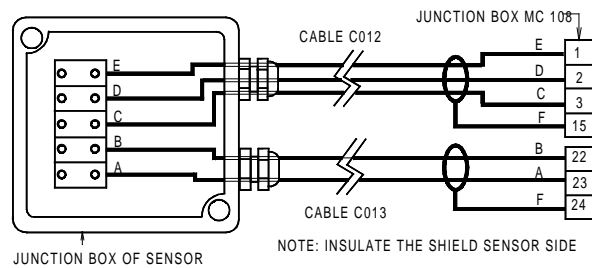 JUNCTION BOX MC 108
CABLE C012
E
D
C
B
A
E
D
C
F
B
A
F
1
2
3
15
22
23
24
CABLE C013
NOTE: INSULATE THE SHIELD SENSOR SIDE
JUNCTION BOX OF SENSOR